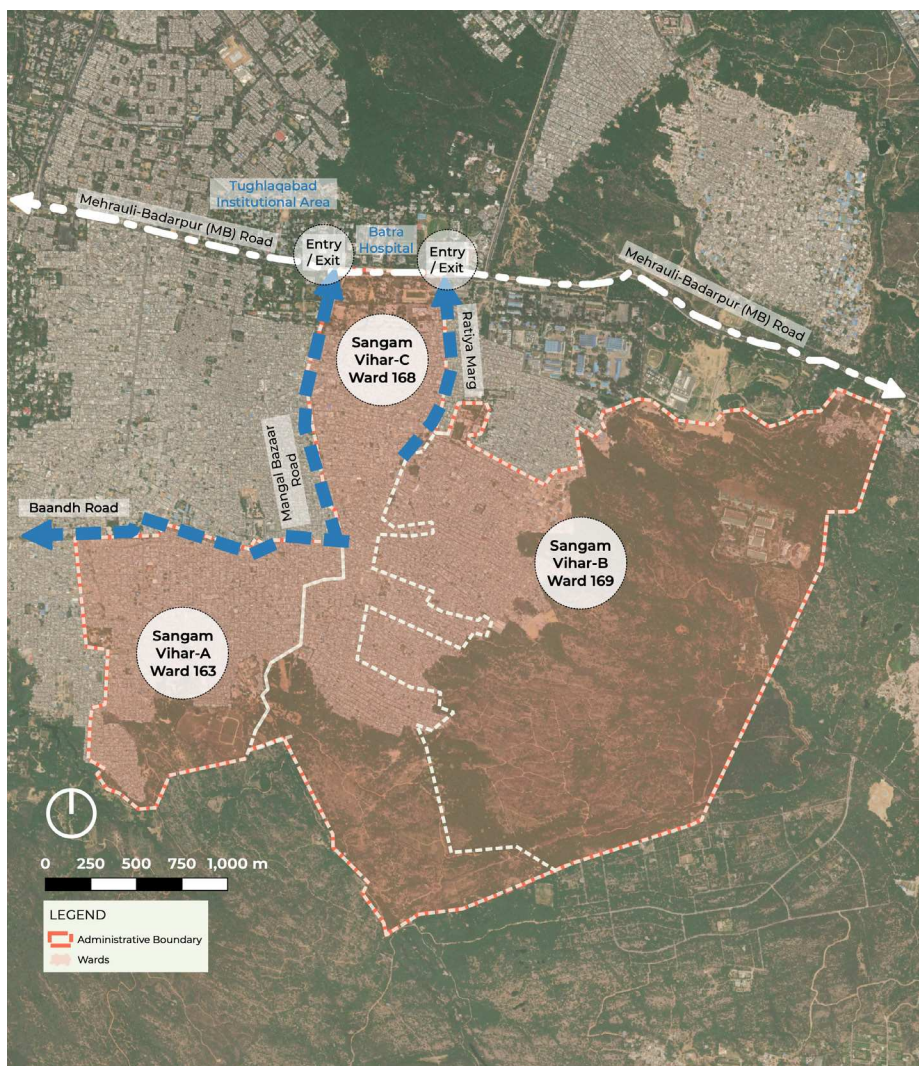 Tughlaqabad
Institutional Area
Mehrauli-Badarpur (MB) Road
Entry
/ Exit
Batra
Hospital
Entry
/ Exit
Mehrauli-Badarpur (MB) Road
Sangam
Vihar-C
Ward 168
Ratiya Marg
Mangal Bazaar
Road
Baandh Road
Sangam
Vihar-B
Ward 169
Sangam
Vihar-A
Ward 163
0 250 500 750 1,000 m
LEGEND
Administrative Boundary
Wards